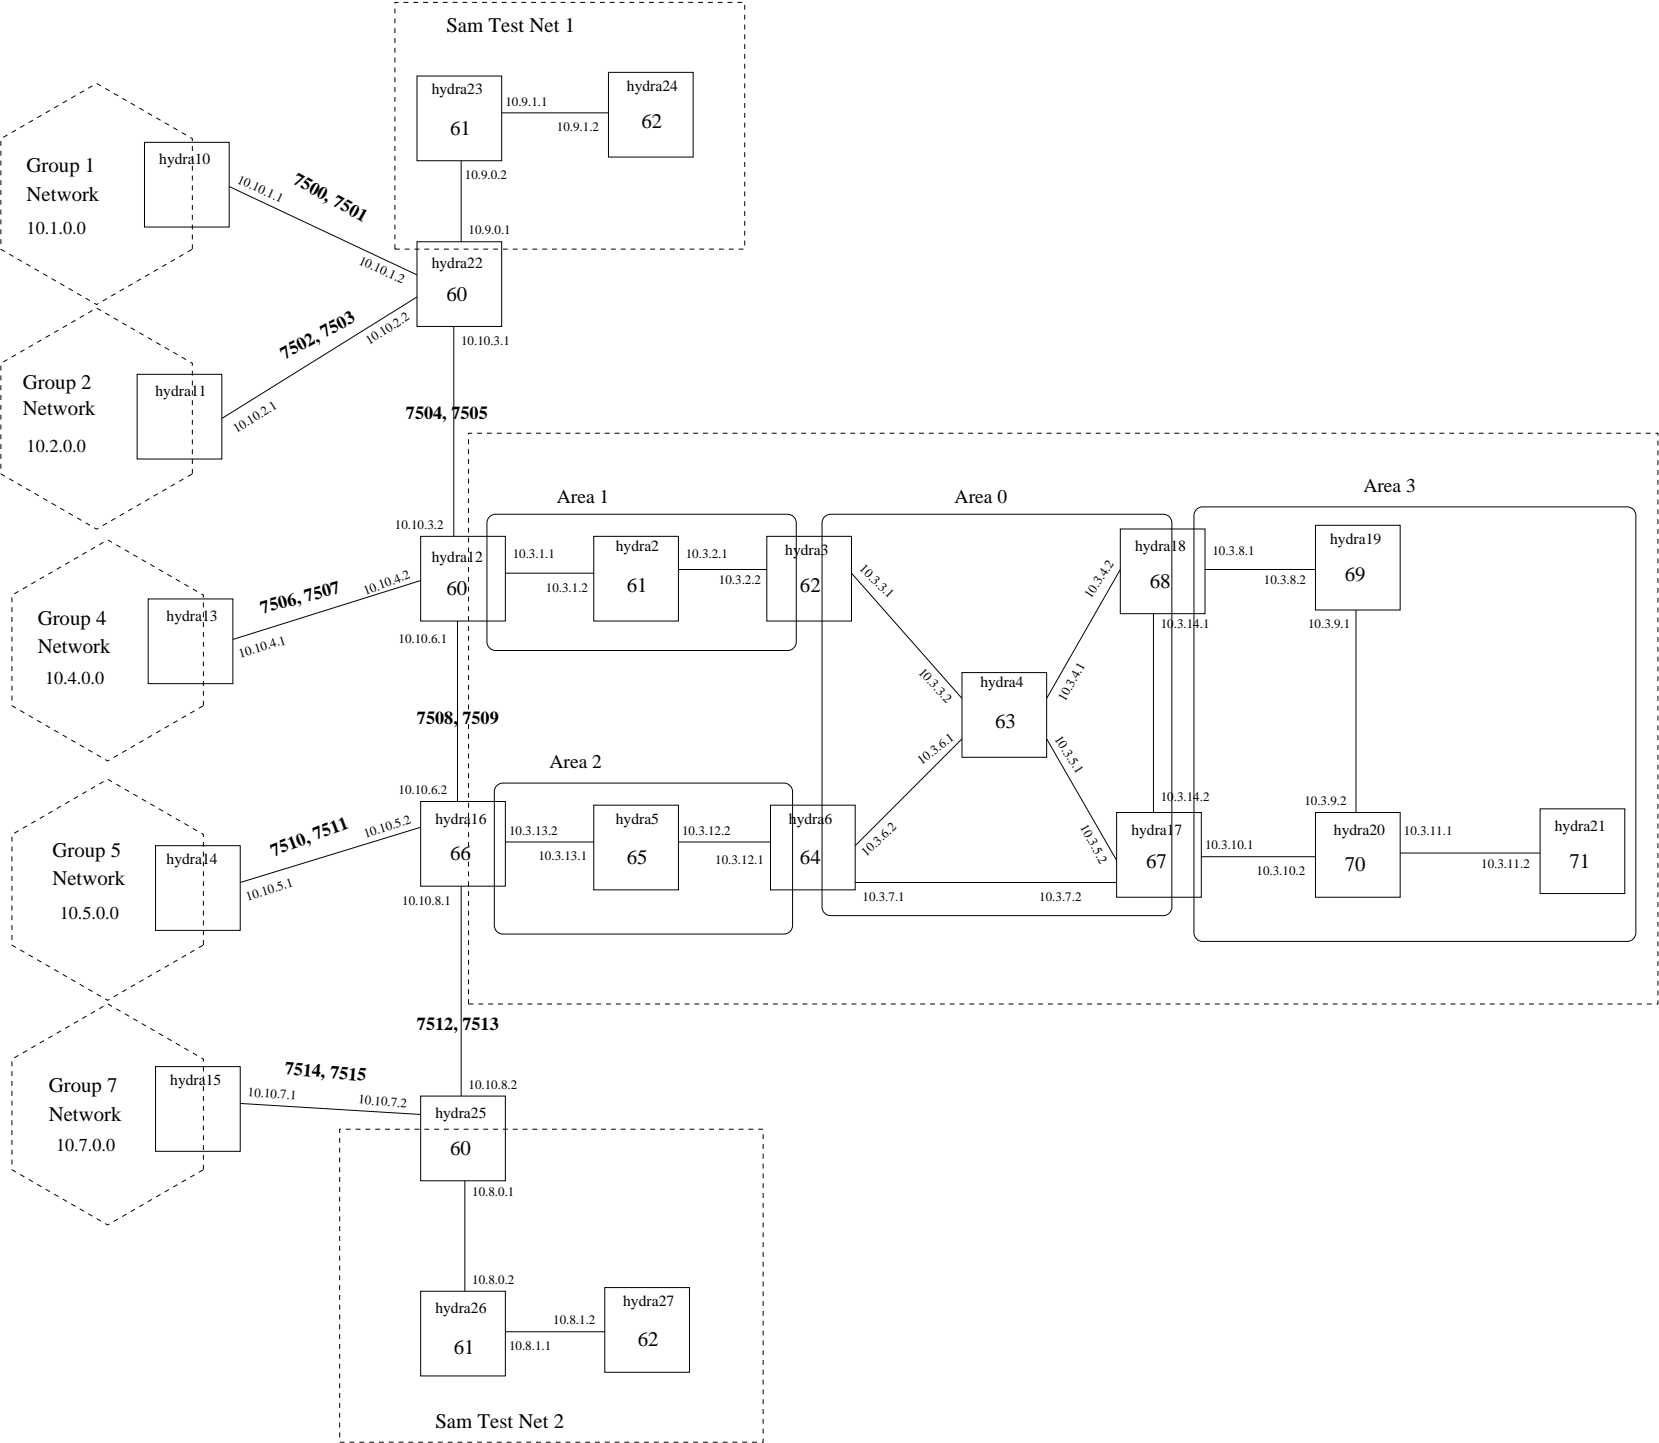 Sam Test Net 1
hydra23
61
10.9.1.1
10.9.1.2
hydra24
62
10.9.0.2
10.9.0.1
Group 1
Network
10.1.0.0
hydra10
10.10.1.1
7500, 7501
10.10.1.2
hydra22
60
Group 2
Network
10.2.0.0
hydra11
10.10.2.1
7502, 7503
10.10.2.2
10.10.3.1
7504, 7505
10.10.3.2
Area 1
Area 0
Area 3
hydra12
60
10.3.1.1
10.3.1.2
hydra2
61
10.3.2.1
10.3.2.2
hydra3
62
10.3.3.1
10.3.3.2
hydra4
63
10.3.4.1
10.3.4.2
hydra18
68
10.3.8.1
10.3.8.2
hydra19
69
10.3.14.1
10.3.9.1
Group 4
Network
10.4.0.0
hydra13
10.10.4.1
7506, 7507
10.10.4.2
10.10.6.1
7508, 7509
10.10.6.2
Area 2
10.3.6.1
10.3.6.2
10.3.5.1
10.3.5.2
10.3.14.2
10.3.9.2
Group 5
Network
10.5.0.0
hydra14
10.10.5.1
7510, 7511
10.10.5.2
hydra16
66
10.3.13.2
10.3.13.1
hydra5
65
10.3.12.2
10.3.12.1
hydra6
64
10.3.7.1
10.3.7.2
hydra17
67
10.3.10.1
10.3.10.2
hydra20
70
10.3.11.1
10.3.11.2
hydra21
71
10.10.8.1
7512, 7513
10.10.8.2
Group 7
Network
10.7.0.0
hydra15
10.10.7.1
7514, 7515
10.10.7.2
hydra25
60
10.8.0.1
10.8.0.2
hydra26
61
10.8.1.2
10.8.1.1
hydra27
62
Sam Test Net 2